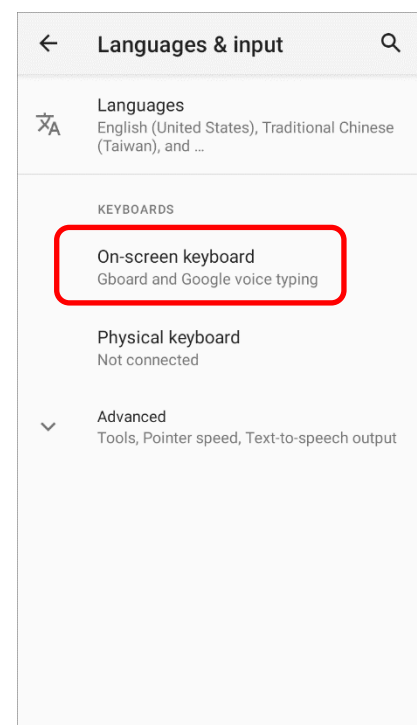 Languages & input
Languages
English (United States), Traditional Chinese
(Taiwan), and ...
KEYBOARDS
On-screen keyboard
Gboard and Google voice typing
Physical keyboard
Not connected
Advanced
Tools, Pointer speed, Text-to-speech output